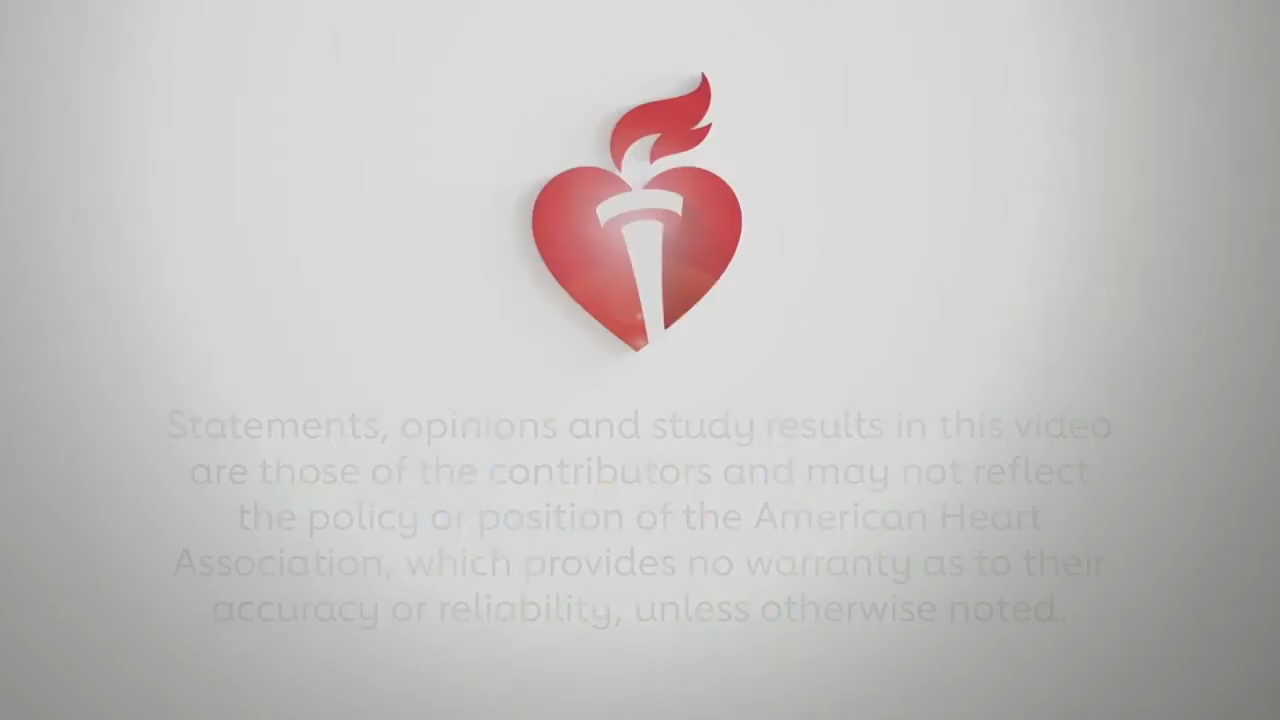 Statements, opinions and study results in this video
are those of the contributors and may not reflect
the policy or position of the American Heart
Association, which provides no warranty as to their
accuracy or reliability, unless otherwise noted.